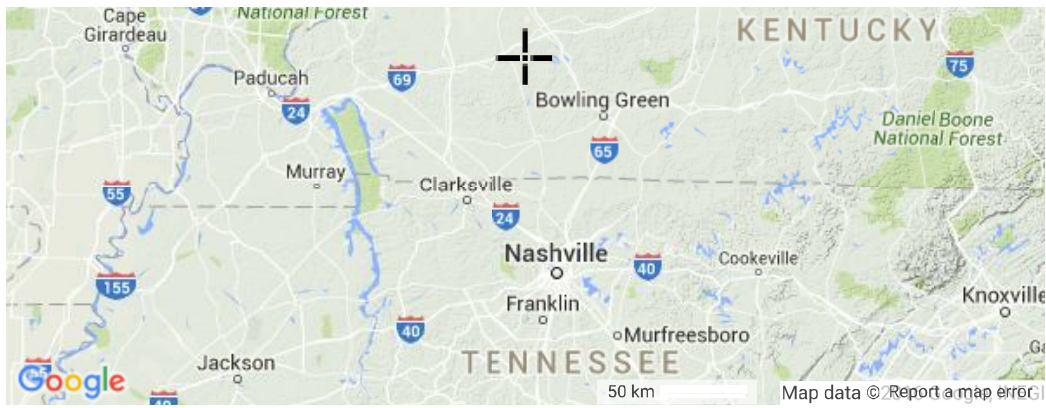 National Forest
Cape
Girardeau
KENTUCKY
69
75
Paducah
24
Bowling Green
Daniel Boone
National Forest
65
Murray
Clarksville
55
24
Nashville
40
Cookeville
155
Franklin
Knoxville
40
Murfreesboro
Jackson
TENNESSEE
Ga
Google
50 km
Map data ©
Report a map error